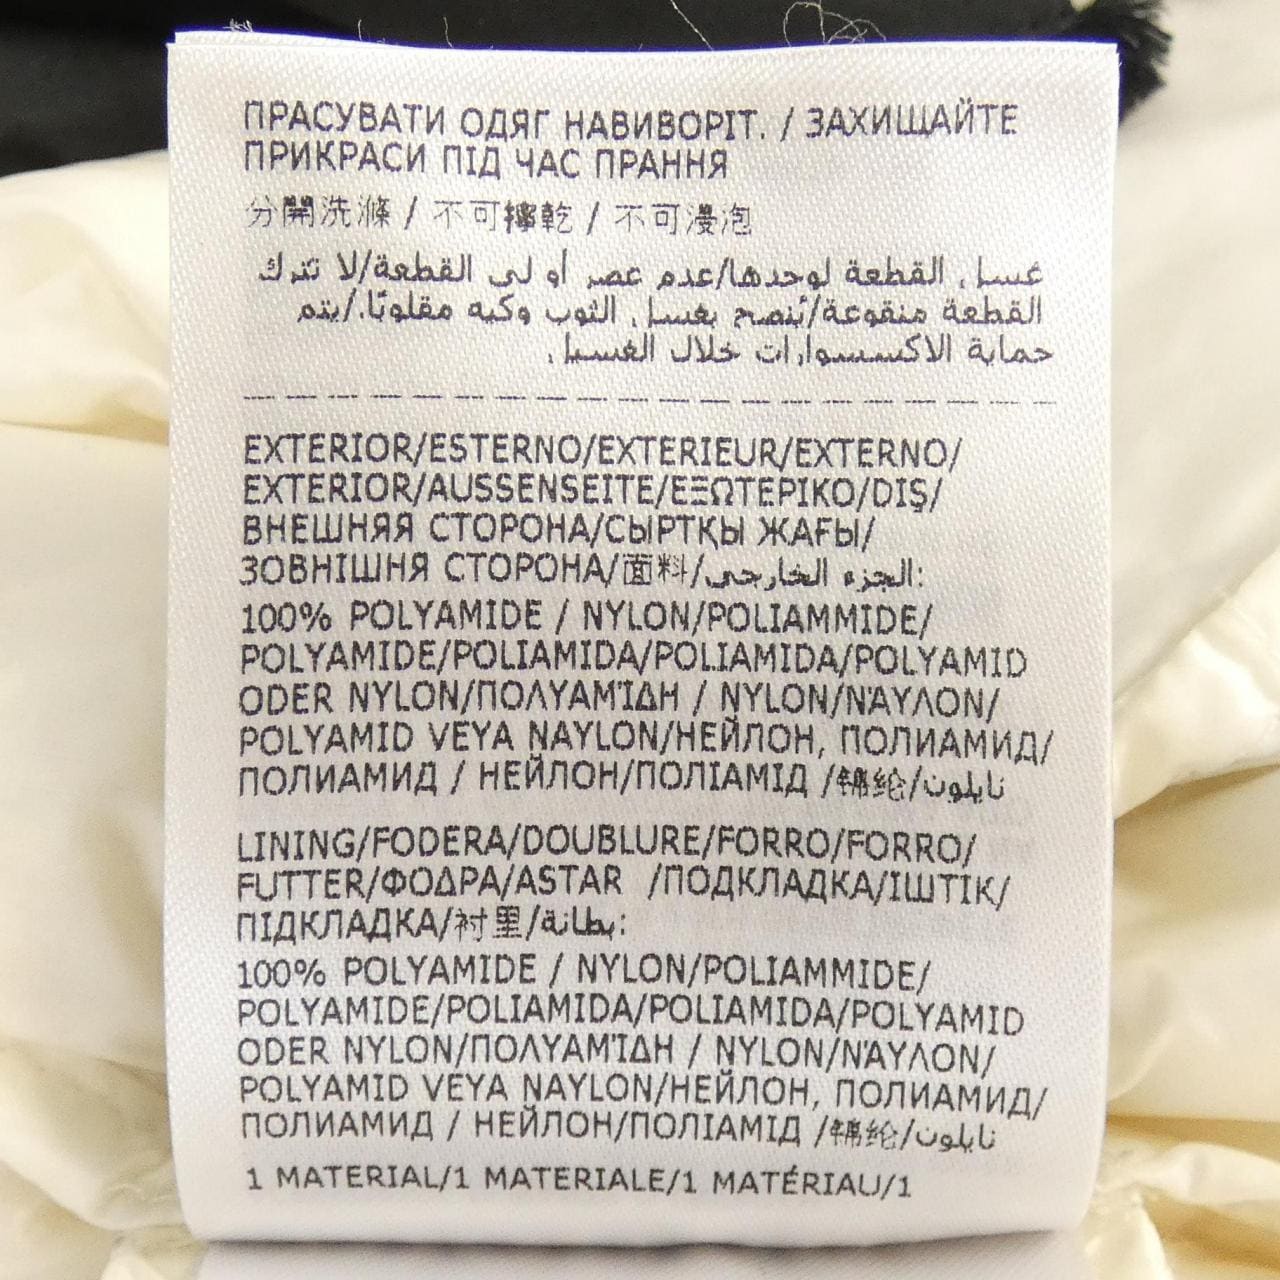 ПРАСУВАТИ ОДЯГ НАВИВОРІТ. / ЗАХИЩАЙТЕ
ПРИКРАСИ ПІД ЧАС ПРАННЯ
分開洗滌 / 不可擰乾 / 不可浸泡
غسل القطعة لوحدها/عدم عصر أو لي القطعة/لا تترك
القطعة منقوعة/يُنصح بغسل الثوب وكيه مقلوبًا./يتم
حماية الاكسسوارات خلال الغسيل.
EXTERIOR/ESTERNO/EXTERIEUR/EXTERNO/
EXTERIOR/AUSSENSEITE/ΕΞΩΤΕΡΙΚΟ/DIŞ/
ВНЕШНЯЯ СТОРОНА/СЫРТҚЫ ЖАҒЫ/
ЗОВНІШНЯ СТОРОНА/面料/الجزء الخارجي:
100% POLYAMIDE / NYLON/POLIAMMIDE/
POLYAMIDE/POLIAMIDA/POLIAMIDA/POLYAMID
ODER NYLON/ΠΟΛΥΑΜΊΔΗ / NYLON/ΝΆΥΛΟΝ/
POLYAMID VEYA NAYLON/НЕЙЛОН, ПОЛИАМИД/
ПОЛИАМИД / НЕЙЛОН/ПОЛІАМІД /锦纶/نايلون
LINING/FODERA/DOUBLURE/FORRO/FORRO/
FUTTER/ΦΟΔΡΑ/ASTAR /ПОДКЛАДКА/ІШТІК/
ПІДКЛАДКА/衬里/بطانة:
100% POLYAMIDE / NYLON/POLIAMMIDE/
POLYAMIDE/POLIAMIDA/POLIAMIDA/POLYAMID
ODER NYLON/ΠΟΛΥΑΜΊΔΗ / NYLON/ΝΆΥΛΟΝ/
POLYAMID VEYA NAYLON/НЕЙЛОН, ПОЛИАМИД/
ПОЛИАМИД / НЕЙЛОН/ПОЛІАМІД /锦纶/نايلون
1 MATERIAL/1 MATERIALE/1 MATÉRIAU/1